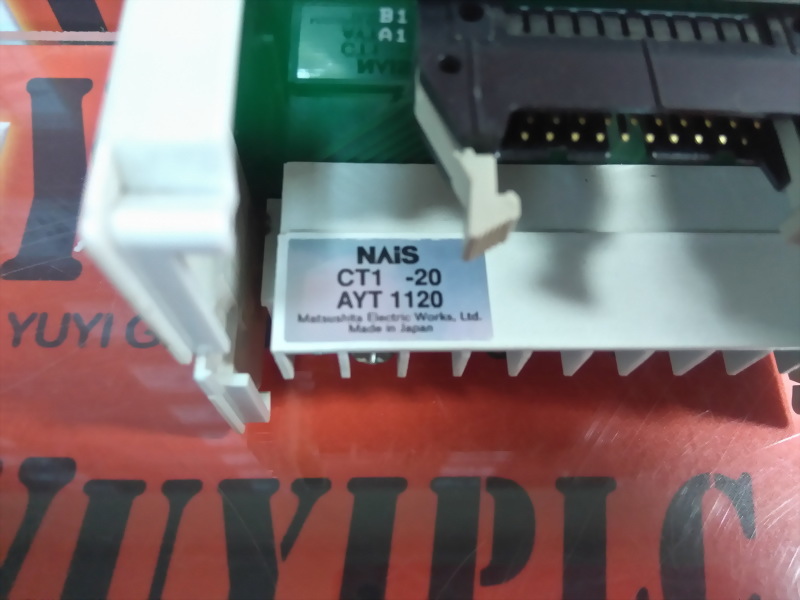 B1
A1
NAiS
CT1 -20
AYT 1120
Matsushita Electric Works, Ltd.
Made in Japan
YUYI G
YUYIPLC